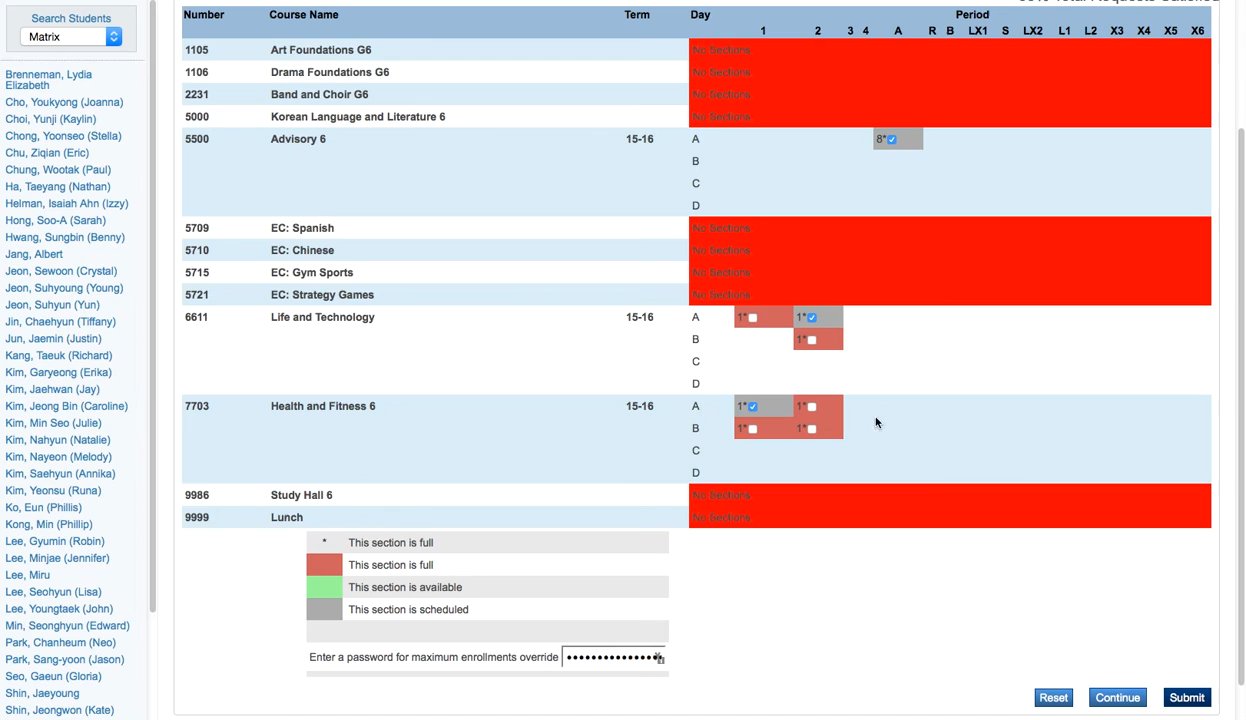 Search Students
Matrix
Brenneman, Lydia
Elizabeth
Cho, Youkyong (Joanna)
Choi, Yunji (Kaylin)
Chong, Yoonseo (Stella)
Chu, Ziqian (Eric)
Chung, Wootak (Paul)
Ha, Taeyang (Nathan)
Helman, Isaiah Ahn (Izzy)
Hong, Soo-A (Sarah)
Hwang, Sungbin (Benny)
Jang, Albert
Jeon, Sewoon (Crystal)
Jeon, Suhyoung (Young)
Jeon, Suhyun (Yun)
Jin, Chaehyun (Tiffany)
Jun, Jaemin (Justin)
Kang, Taeuk (Richard)
Kim, Garyeong (Erika)
Kim, Jaehwan (Jay)
Kim, Jeong Bin (Caroline)
Kim, Min Seo (Julie)
Kim, Nahyun (Natalie)
Kim, Nayeon (Melody)
Kim, Saehyun (Annika)
Kim, Yeonsu (Runa)
Ko, Eun (Phillis)
Kong, Min (Phillip)
Lee, Gyumin (Robin)
Lee, Minjae (Jennifer)
Lee, Miru
Lee, Seohyun (Lisa)
Lee, Youngtaek (John)
Min, Seonghyun (Edward)
Park, Chanheum (Neo)
Park, Sang-yoon (Jason)
Seo, Gaeun (Gloria)
Shin, Jaeyoung
Shin, Jeongwon (Kate)
Number Course Name Term Day Period
1 2 3 4 A R B LX1 S LX2 L1 L2 X3 X4 X5 X6
1105 Art Foundations G6 No Sections
1106 Drama Foundations G6 No Sections
2231 Band and Choir G6 No Sections
5000 Korean Language and Literature 6 No Sections
5500 Advisory 6 15-16 A 8*
B
C
D
5709 EC: Spanish No Sections
5710 EC: Chinese No Sections
5715 EC: Gym Sports No Sections
5721 EC: Strategy Games No Sections
6611 Life and Technology 15-16 A 1* 1*
B 1*
C
D
7703 Health and Fitness 6 15-16 A 1* 1*
B 1* 1*
C
D
9986 Study Hall 6 No Sections
9999 Lunch No Sections
* This section is full
This section is full
This section is available
This section is scheduled
Enter a password for maximum enrollments override ••••••••••••••••
Reset Continue Submit